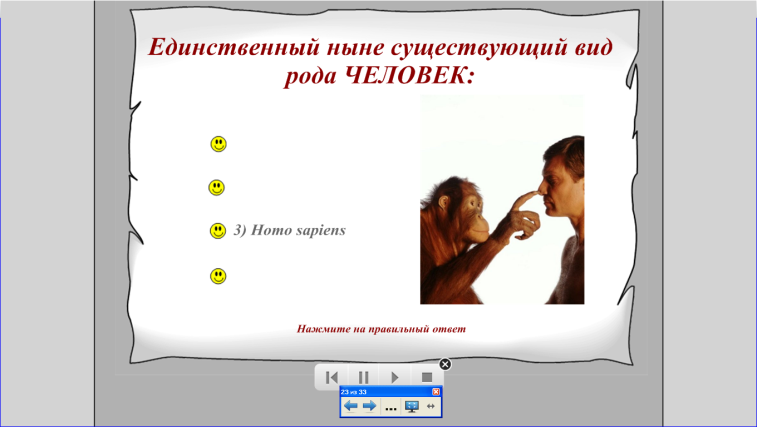 Единственный ныне существующий вид
рода ЧЕЛОВЕК:
3) Homo sapiens
Нажмите на правильный ответ
23 из 33